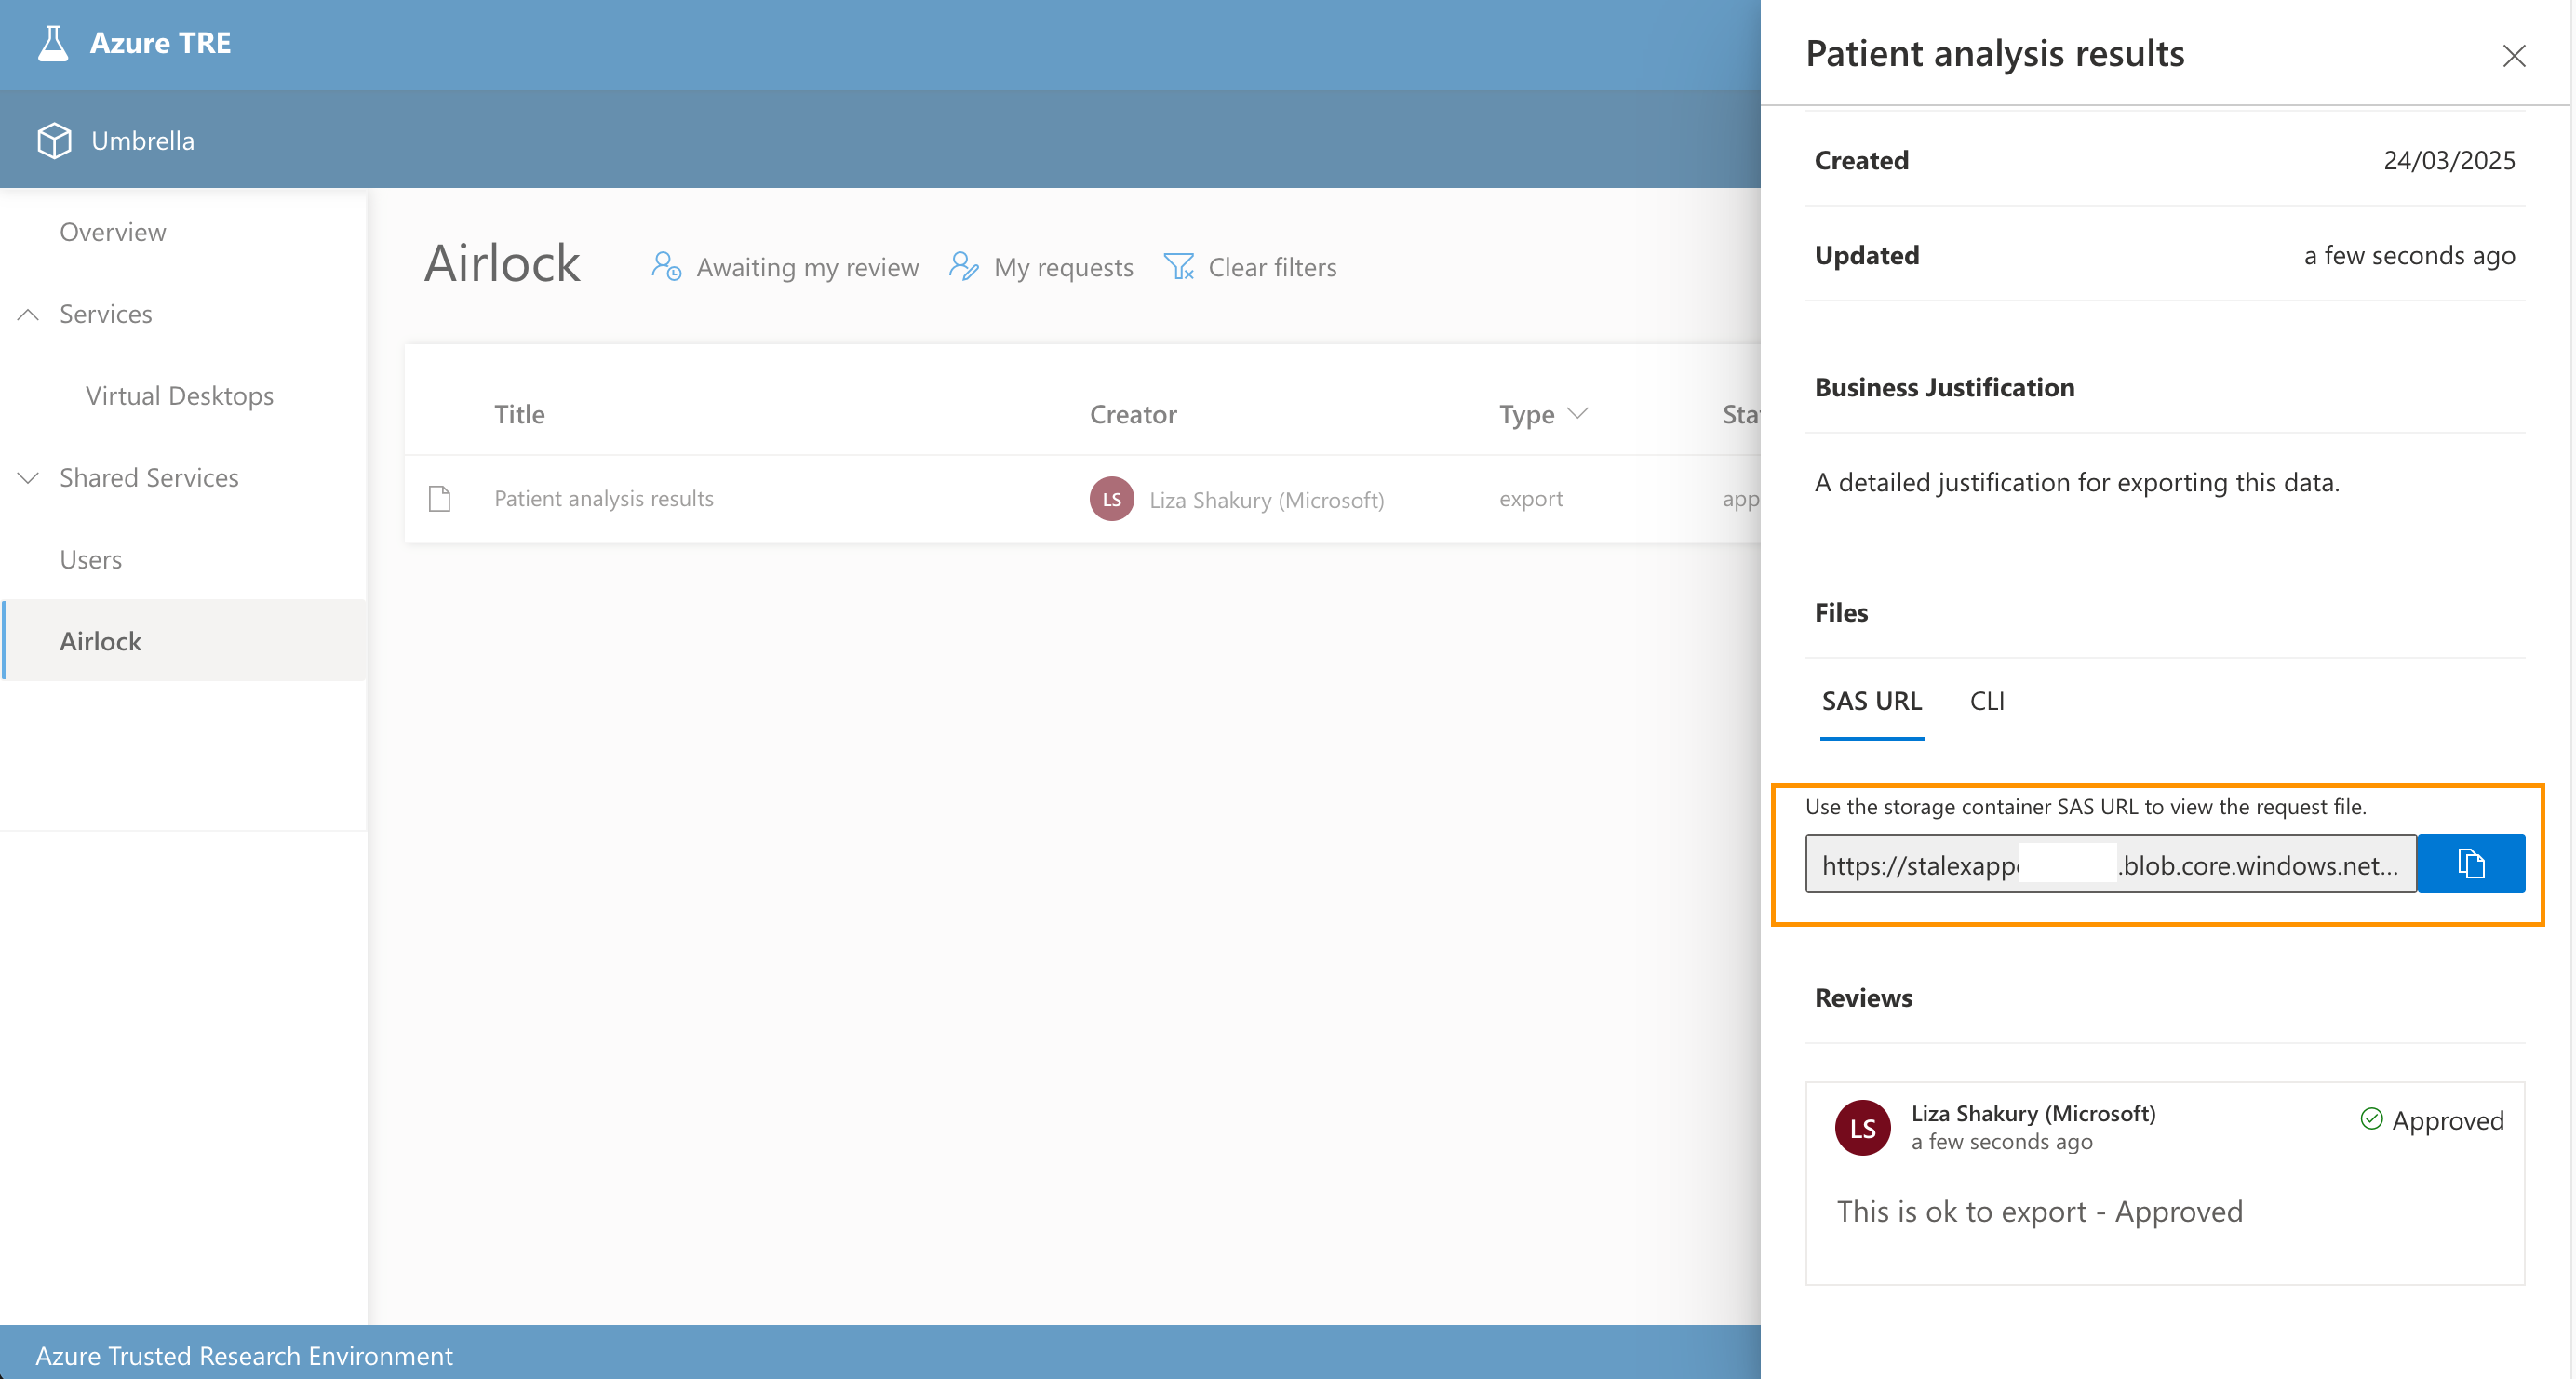 Azure TRE
Umbrella
Overview
Services
Virtual Desktops
Shared Services
Users
Airlock
Airlock
Awaiting my review
My requests
Clear filters
Title Creator Type
Patient analysis results LS Liza Shakury (Microsoft) export
Azure Trusted Research Environment
Patient analysis results
Created 24/03/2025
Updated a few seconds ago
Business Justification
A detailed justification for exporting this data.
Files
SAS URL CLI
Use the storage container SAS URL to view the request file.
https://stalexapp .blob.core.windows.net...
Reviews
LS Liza Shakury (Microsoft)
a few seconds ago
Approved
This is ok to export - Approved